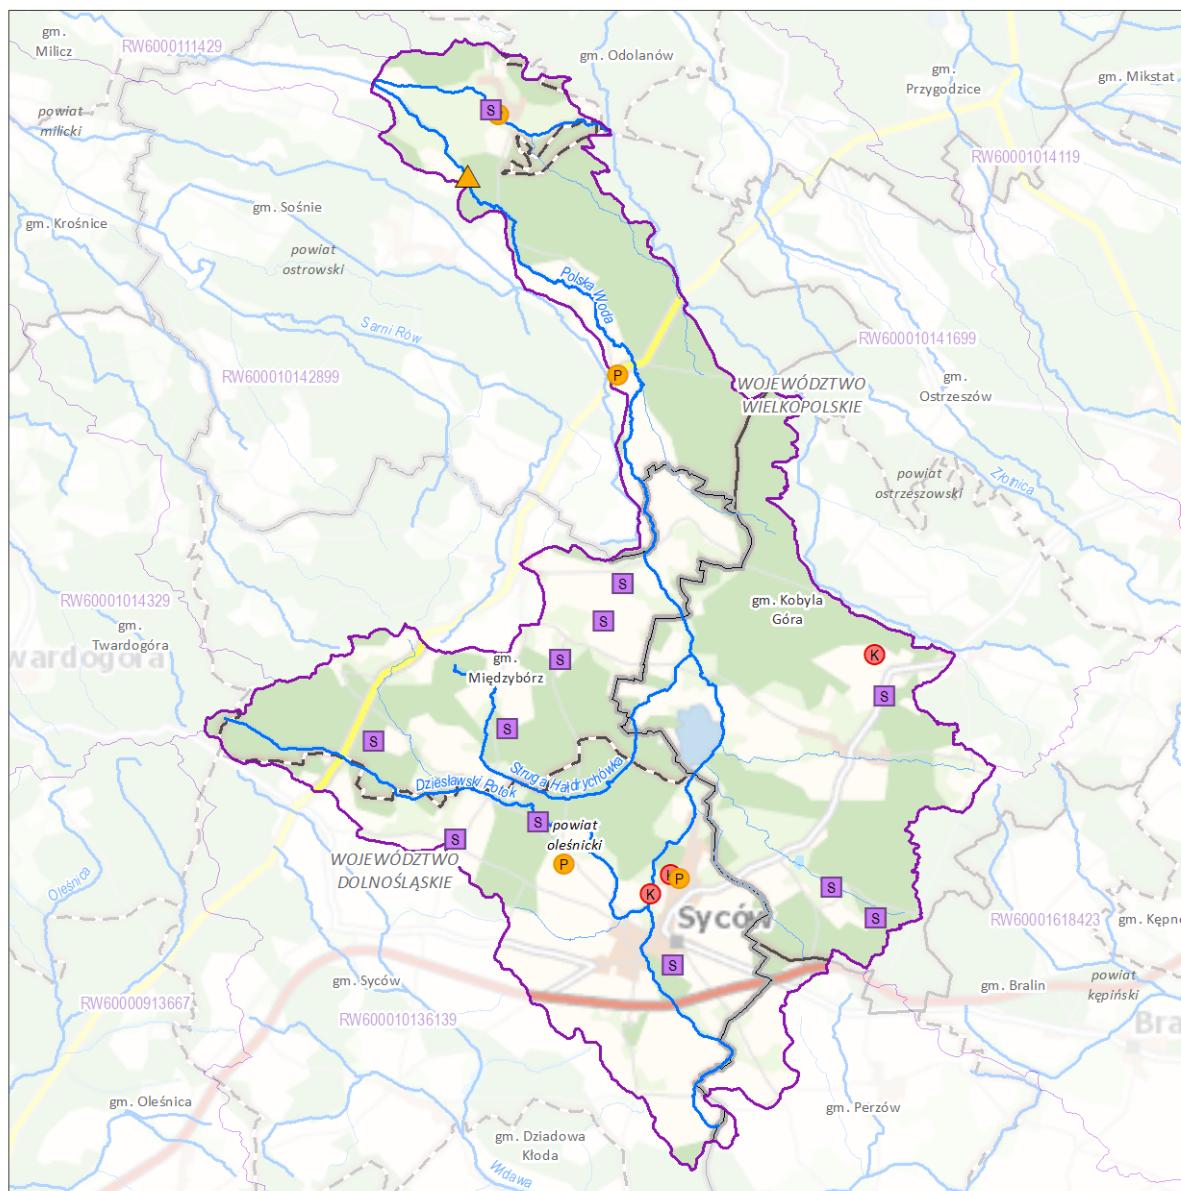 gm.
Milicz
RW6000111429
gm. Odolanów
gm.
Przygodzice
gm. Mikstat
powiat
milicki
S
RW60001014119
gm. Sośnie
gm. Krośnice
powiat
ostrowski
Polska Woda
Sarni Rów
RW600010141699
RW600010142899
P
WOJEWÓDZTWO
WIELKOPOLSKIE
gm.
Ostrzeszów
powiat
ostrzeszowski
Złotnica
S
RW60001014329
gm. Kobyla
Góra
S
gm.
Twardogóra
wardogóra
gm.
Międzybórz
S
K
S
S
S
Struga Hałdrychówka
Dziesławski Potok
S
powiat
oleśnicki
S
WOJEWÓDZTWO
DOLNOŚLĄSKIE
P
P
K
S
Oleśnica
Syców
S
RW60001618423
gm. Kępno
S
gm. Syców
gm. Bralin
powiat
kępiński
RW60000913667
RW600010136139
Bra
gm. Oleśnica
gm. Perzów
gm. Dziadowa
Kłoda
Widawa